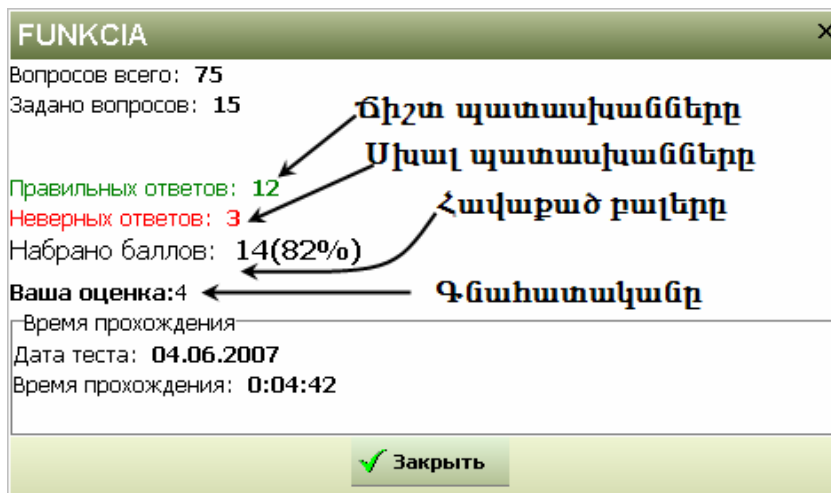 FUNKCIA
Вопросов всего: 75
Задано вопросов: 15
Ճիշտ պատասխանները
Սխալ պատասխանները
Правильных ответов: 12
Неверных ответов: 3
Հավաքած բալերը
Набрано баллов: 14(82%)
Ваша оценка:4
Գնահատականը
Время прохождения
Дата теста: 04.06.2007
Время прохождения: 0:04:42
Закрыть